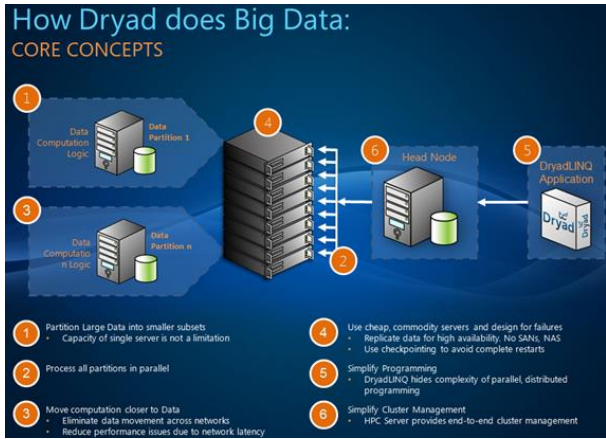 How Dryad does Big Data:
CORE CONCEPTS
1
Data
Computation
Logic
Data
Partition 1
4
6
Head Node
5
DryadLINQ
Application
Dryad
Dryad
3
Data
Computatio
n Logic
Data
Partition n
2
1
Partition Large Data into smaller subsets
• Capacity of single server is not a limitation
2
Process all partitions in parallel
3
Move computation closer to Data
• Eliminate data movement across networks
• Reduce performance issues due to network latency
4
Use cheap, commodity servers and design for failures
• Replicate data for high availability. No SANs, NAS
• Use checkpointing to avoid complete restarts
5
Simplify Programming
• DryadLINQ hides complexity of parallel, distributed
programming
6
Simplify Cluster Management
• HPC Server provides end-to-end cluster management